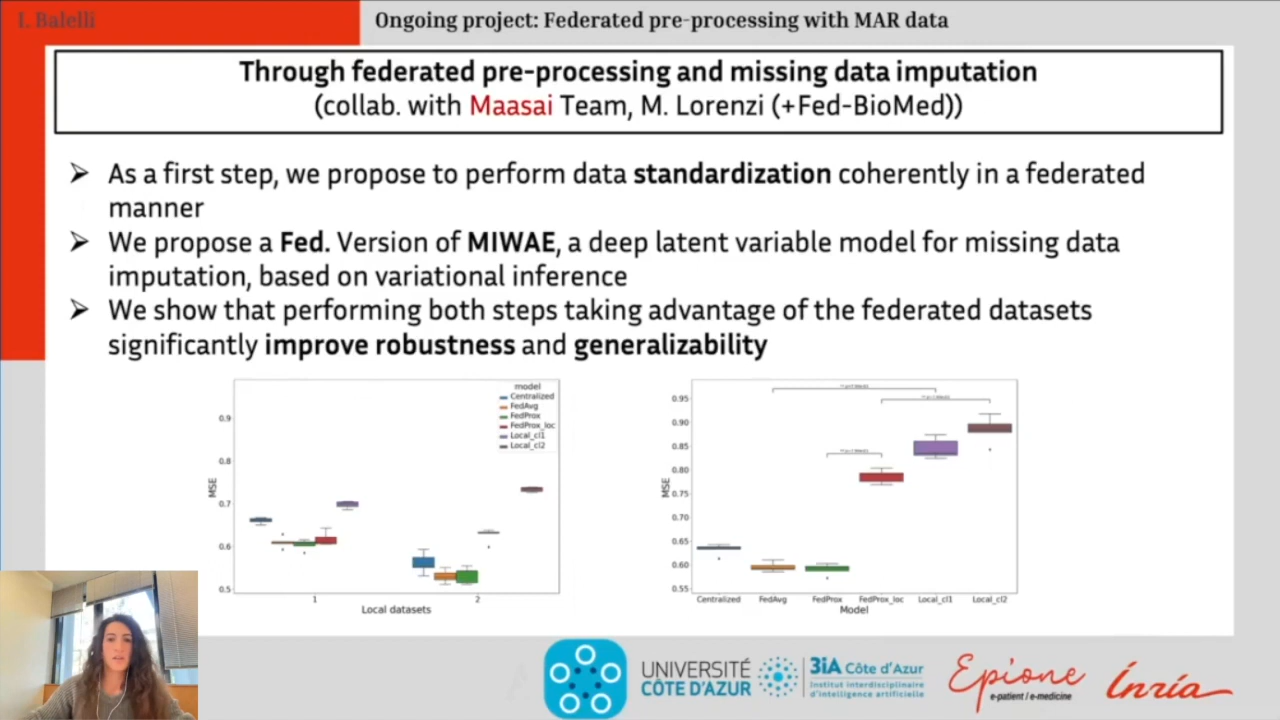 I. Balelli
Ongoing project: Federated pre-processing with MAR data
Through federated pre-processing and missing data imputation
(collab. with Maasai Team, M. Lorenzi (+Fed-BioMed))
As a first step, we propose to perform data standardization coherently in a federated
manner
We propose a Fed. Version of MIWAE, a deep latent variable model for missing data
imputation, based on variational inference
We show that performing both steps taking advantage of the federated datasets
significantly improve robustness and generalizability
model
Centralized
FedAvg
FedProx
FedProx_loc
Local_cl1
Local_cl2
0.9
0.8
0.7
0.6
0.5
MSE
1
2
Local datasets
0.95
0.90
0.85
0.80
0.75
0.70
0.65
0.60
0.55
MSE
Centralized
FedAvg
FedProx
FedProx_loc
Local_cl1
Local_cl2
Model
UNIVERSITÉ
CÔTE D'AZUR
3iA Côte d'Azur
Institut interdisciplinaire
d'intelligence artificielle
Epione
e-patient / e-medicine
Inria